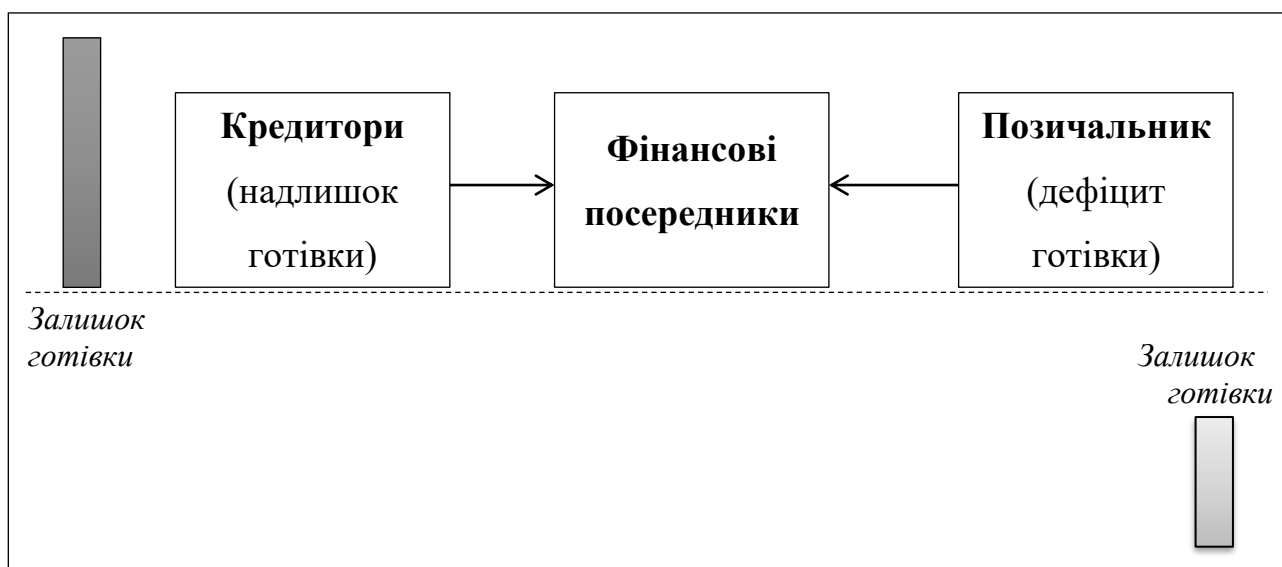 Кредитори
(надлишок
готівки)
Фінансові
посередники
Позичальник
(дефіцит
готівки)
Залишок
готівки
Залишок
готівки